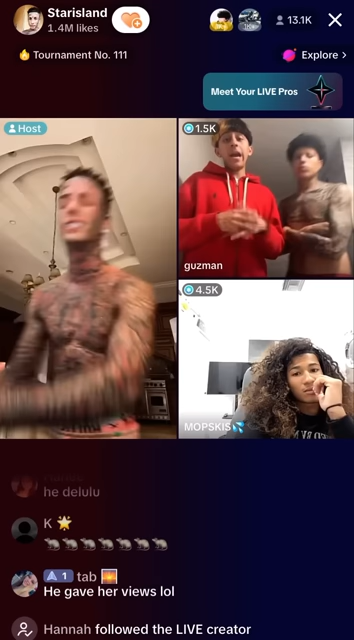 Starisland
1.4M likes
13.1K
Tournament No. 111
Explore >
Meet Your LIVE Pros
Host
1.5K
guzman
4.5K
MOPSKIS💦
he delulu
K 🌟
🐀🐀🐀🐀🐀🐀🐀
1 tab 🌅
He gave her views lol
Hannah followed the LIVE creator